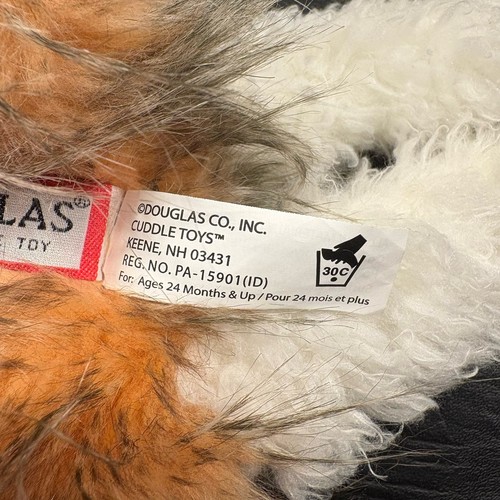 LAS®
E TOY
©DOUGLAS CO., INC.
CUDDLE TOYS™
KEENE, NH 03431
REG. NO. PA-15901(ID)
For: Ages 24 Months & Up / Pour 24 mois et plus
30C